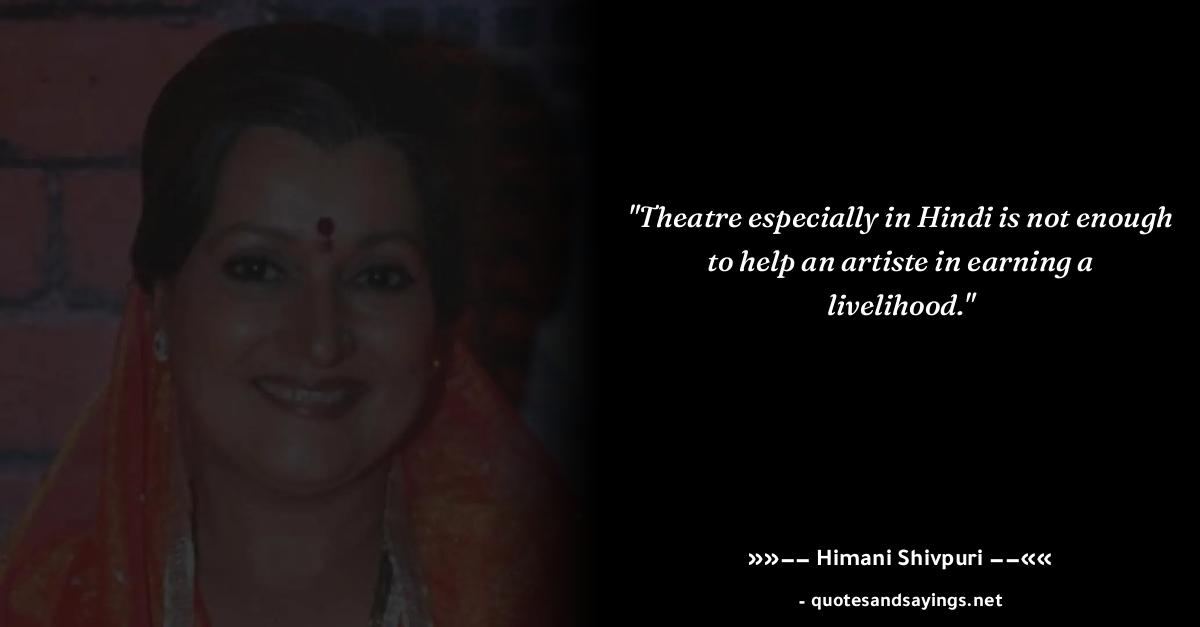 "Theatre especially in Hindi is not enough
to help an artiste in earning a
livelihood."
»»−− Himani Shivpuri −−««
- quotesandsayings.net